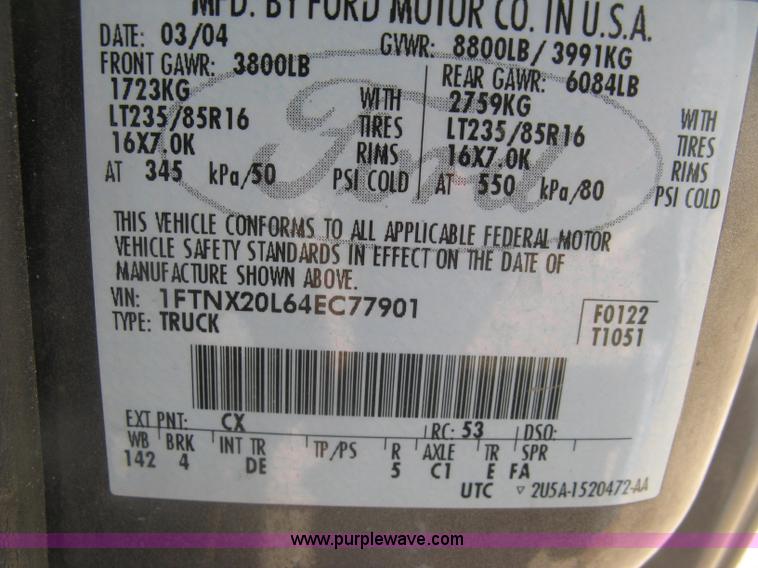 MFD. BY FORD MOTOR CO. IN U.S.A.
DATE: 03/04 GVWR: 8800LB/ 3991KG
FRONT GAWR: 3800LB REAR GAWR: 6084LB
1723KG WITH 2759KG WITH
LT235/85R16 TIRES LT235/85R16 TIRES
16X7.0K RIMS 16X7.0K RIMS
AT 345 kPa/50 PSI COLD AT 550 kPa/80 PSI COLD
Ford
THIS VEHICLE CONFORMS TO ALL APPLICABLE FEDERAL MOTOR
VEHICLE SAFETY STANDARDS IN EFFECT ON THE DATE OF
MANUFACTURE SHOWN ABOVE.
VIN: 1FTNX20L64EC77901 F0122
TYPE: TRUCK T1051
EXT PNT: CX RC: 53 DSO:
WB BRK INT TR TP/PS R AXLE TR SPR
142 4 DE 5 C1 E FA
UTC ▽ 2U5A-1520472-AA
www.purplewave.com